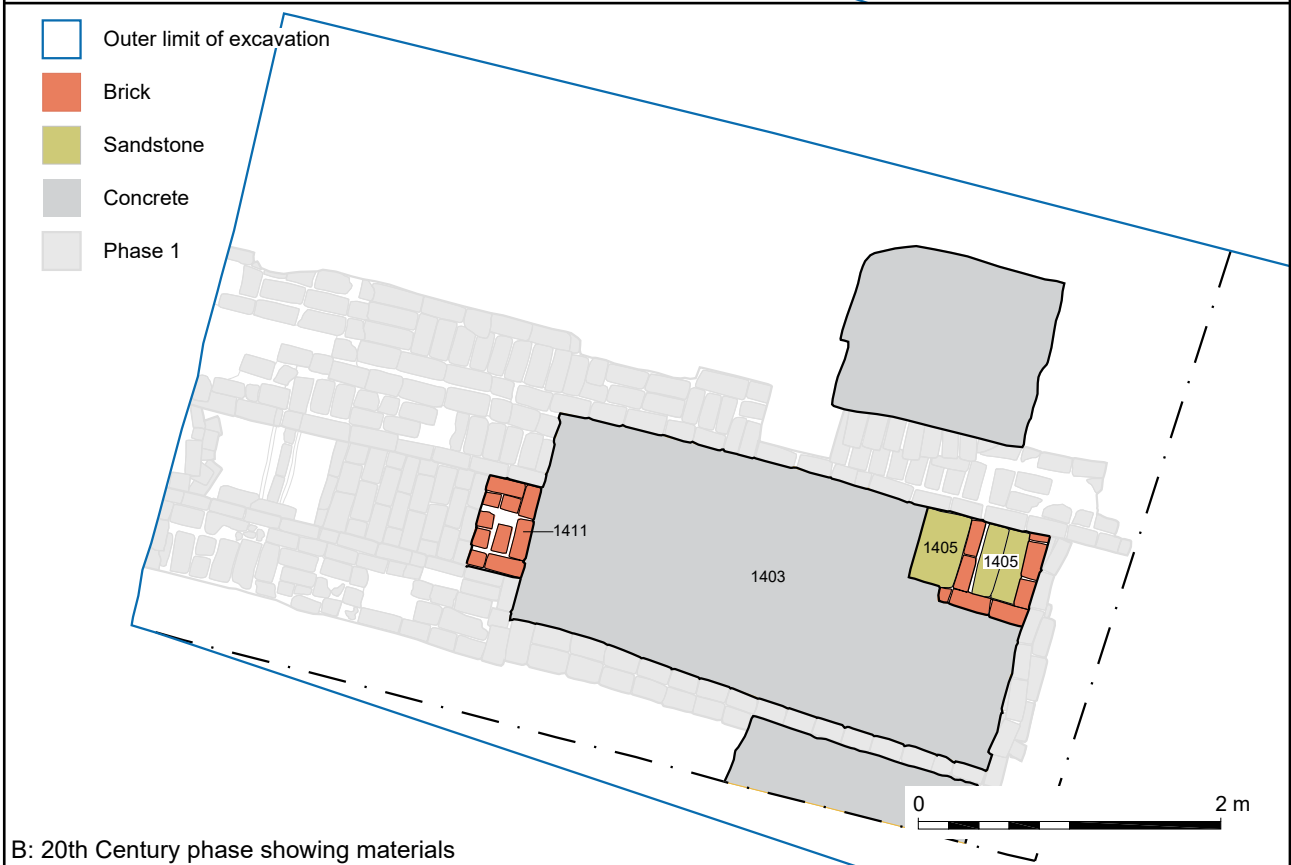 Outer limit of excavation
Brick
Sandstone
Concrete
Phase 1
1411
1403
1405
1405
0 2 m
B: 20th Century phase showing materials